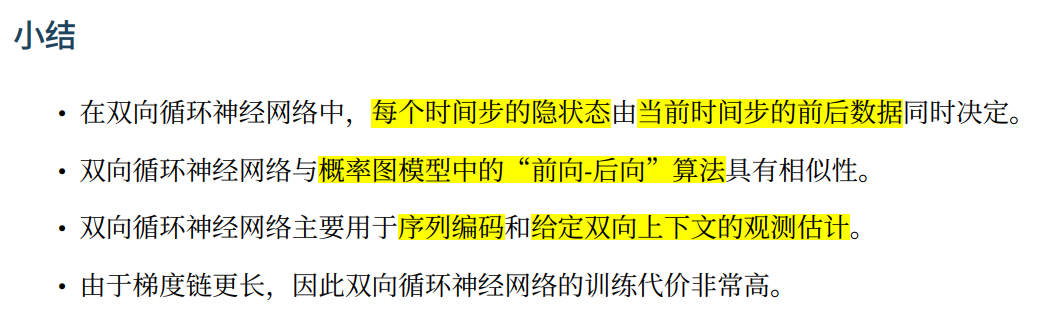 小结
• 在双向循环神经网络中，每个时间步的隐状态由当前时间步的前后数据同时决定。
• 双向循环神经网络与概率图模型中的“前向-后向”算法具有相似性。
• 双向循环神经网络主要用于序列编码和给定双向上下文的观测估计。
• 由于梯度链更长，因此双向循环神经网络的训练代价非常高。